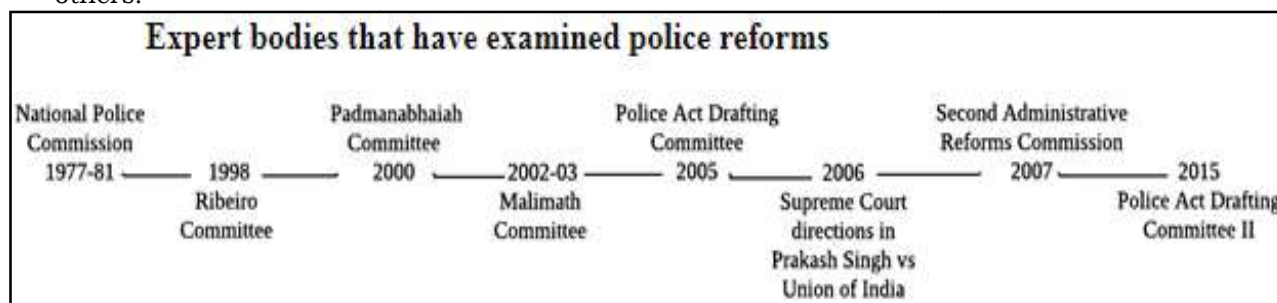 others.
Expert bodies that have examined police reforms
National Police
Commission
1977-81
1998
Ribeiro
Committee
Padmanabhaiah
Committee
2000
2002-03
Malimath
Committee
Police Act Drafting
Committee
2005
2006
Supreme Court
directions in
Prakash Singh vs
Union of India
Second Administrative
Reforms Commission
2007
2015
Police Act Drafting
Committee II